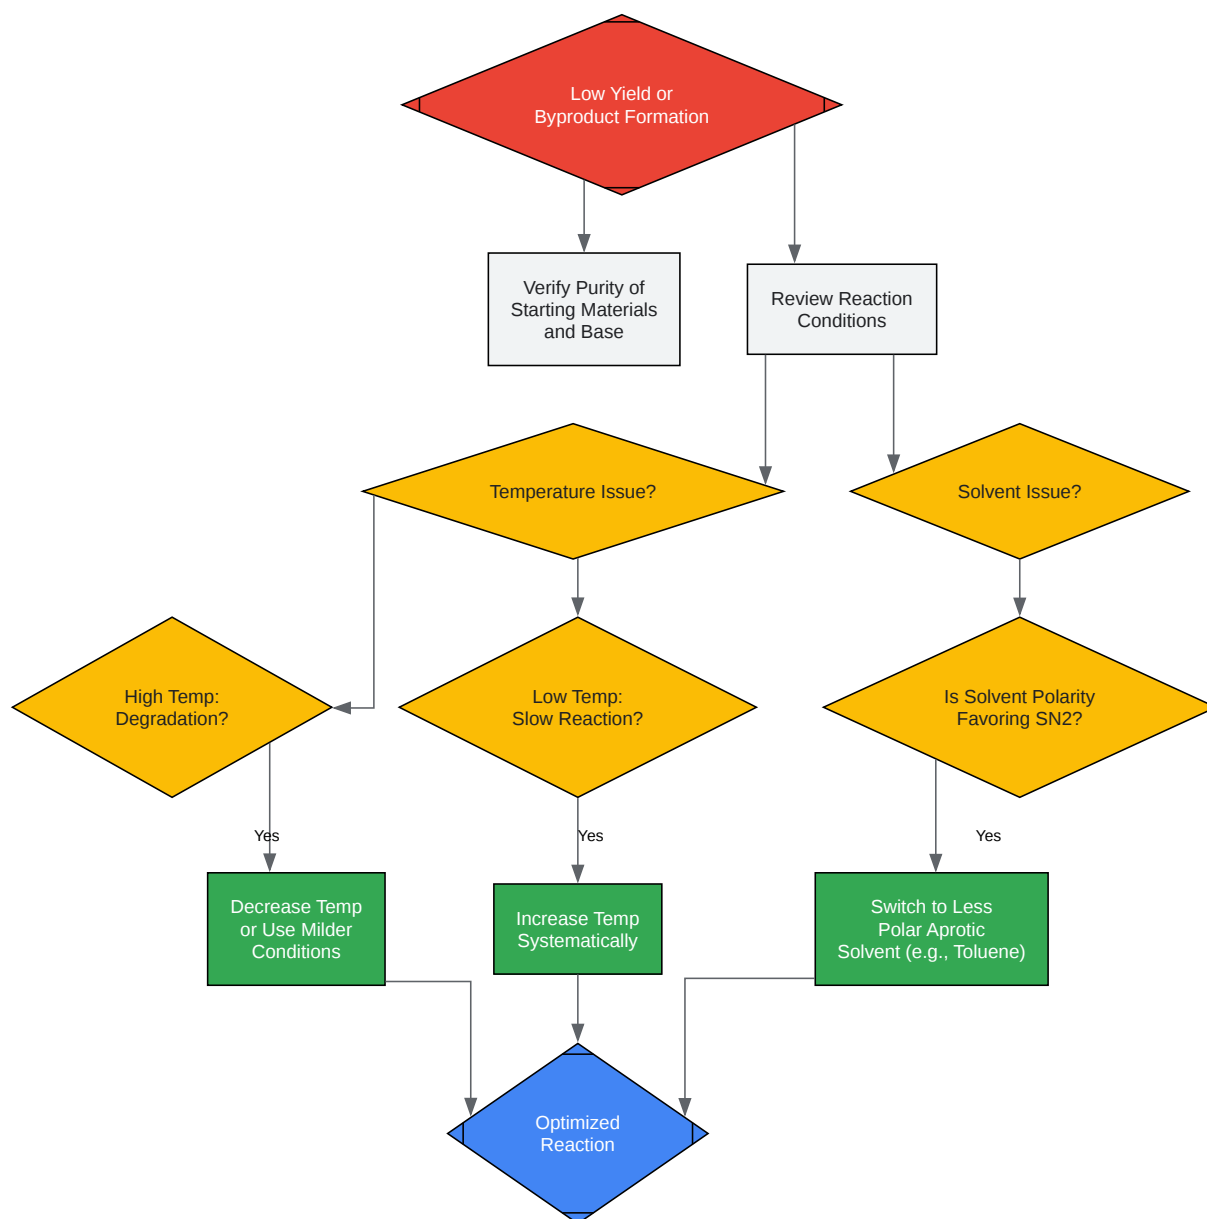 Low Yield or
Byproduct Formation
Verify Purity of
Starting Materials
and Base
Review Reaction
Conditions
Temperature Issue?
Solvent Issue?
High Temp:
Degradation?
Low Temp:
Slow Reaction?
Is Solvent Polarity
Favoring SN2?
Yes
Yes
Yes
Decrease Temp
or Use Milder
Conditions
Increase Temp
Systematically
Switch to Less
Polar Aprotic
Solvent (e.g., Toluene)
Optimized
Reaction